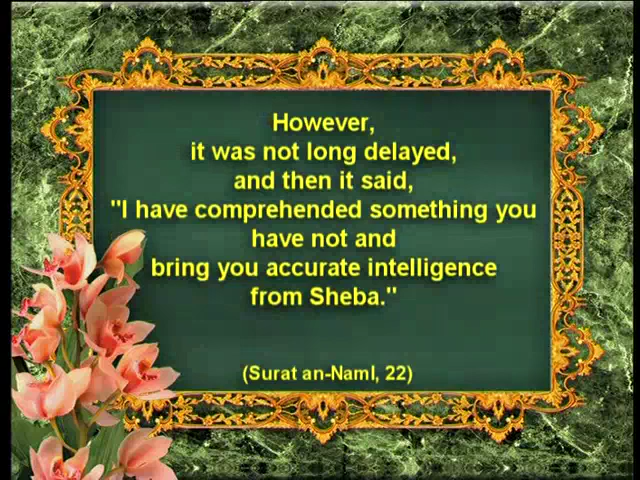 However,
it was not long delayed,
and then it said,
"I have comprehended something you
have not and
bring you accurate intelligence
from Sheba."
(Surat an-Naml, 22)